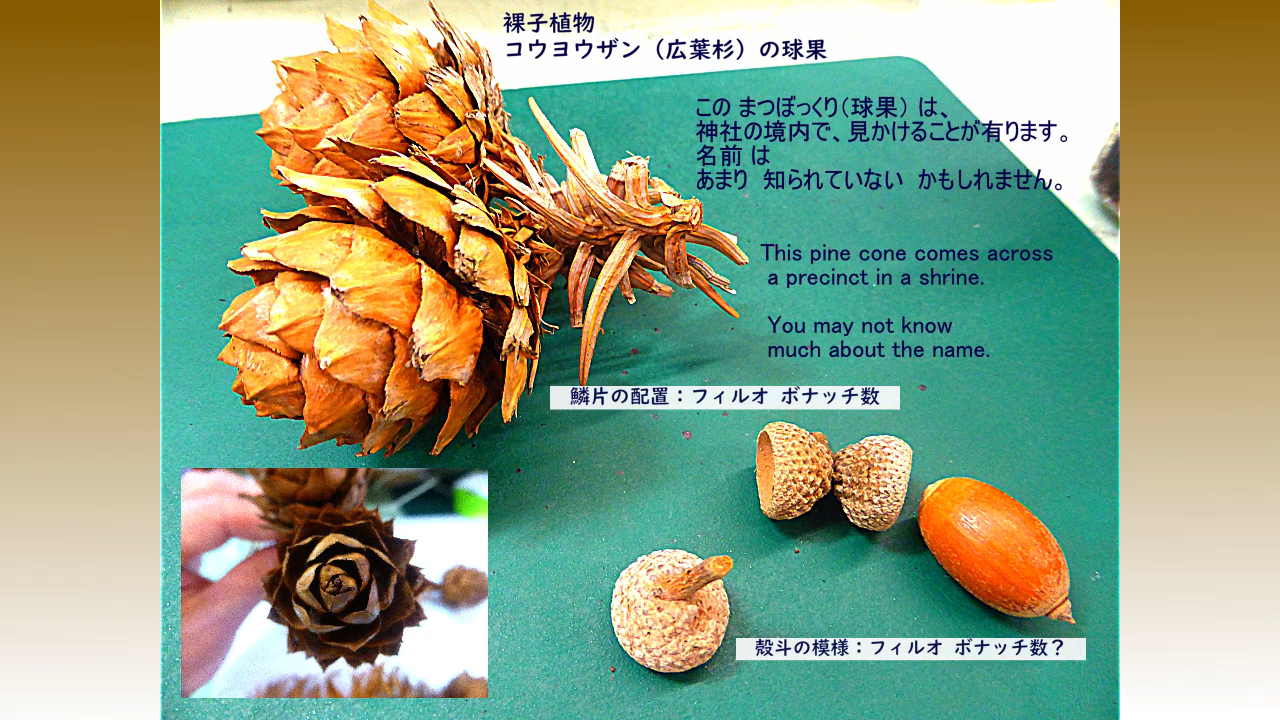 裸子植物
コウヨウザン（広葉杉）の球果
この まつぼっくり（球果） は、
神社の境内で、見かけることが有ります。
名前 は
あまり 知られていない かもしれません。
This pine cone comes across
a precinct in a shrine.
You may not know
much about the name.
鱗片の配置：フィルオ ボナッチ数
殻斗の模様：フィルオ ボナッチ数？